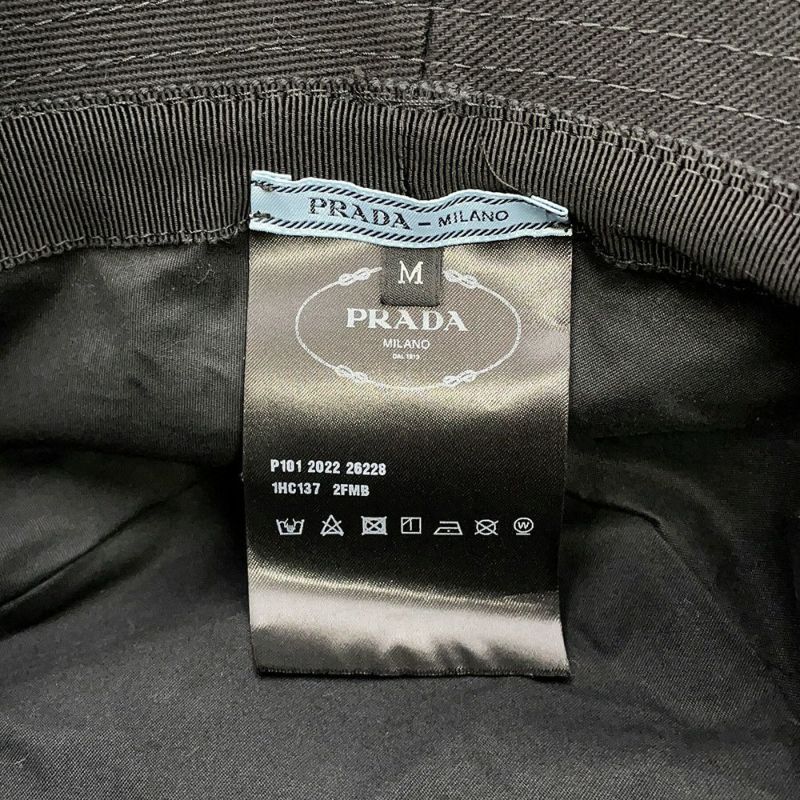 PRADA - MILANO
M
PRADA
MILANO
DAL 1913
P101 2022 26228
1HC137 2FMB
W